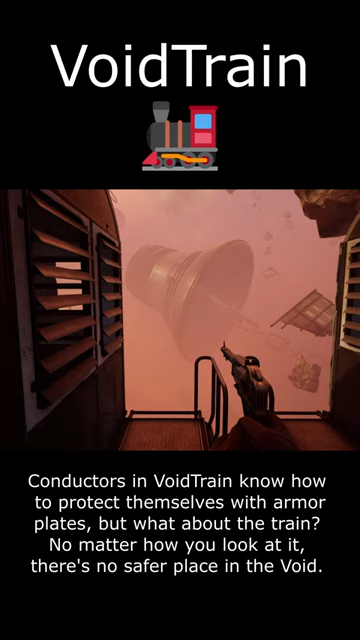 VoidTrain
Conductors in VoidTrain know how
to protect themselves with armor
plates, but what about the train?
No matter how you look at it,
there's no safer place in the Void.